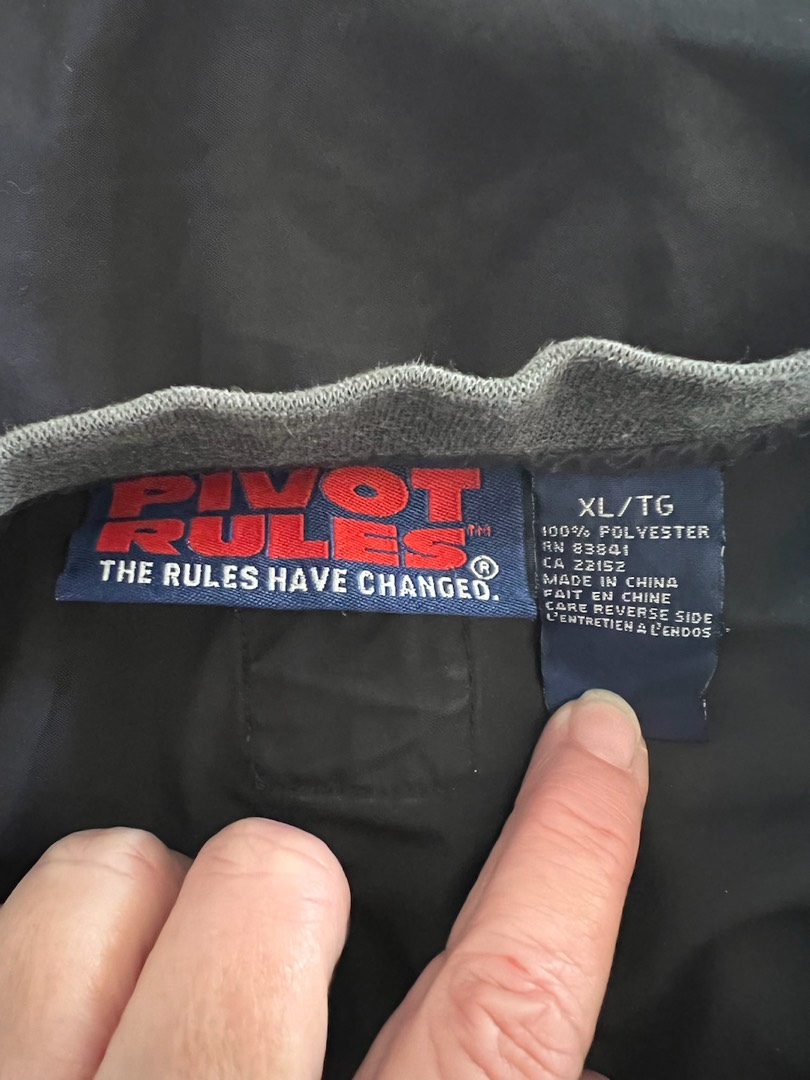 PIVOT
RULES™
THE RULES HAVE CHANGED.®
XL/TG
100% POLYESTER
RN 83841
CA 22152
MADE IN CHINA
FAIT EN CHINE
CARE REVERSE SIDE
L'ENTRETIEN A L'ENDOS